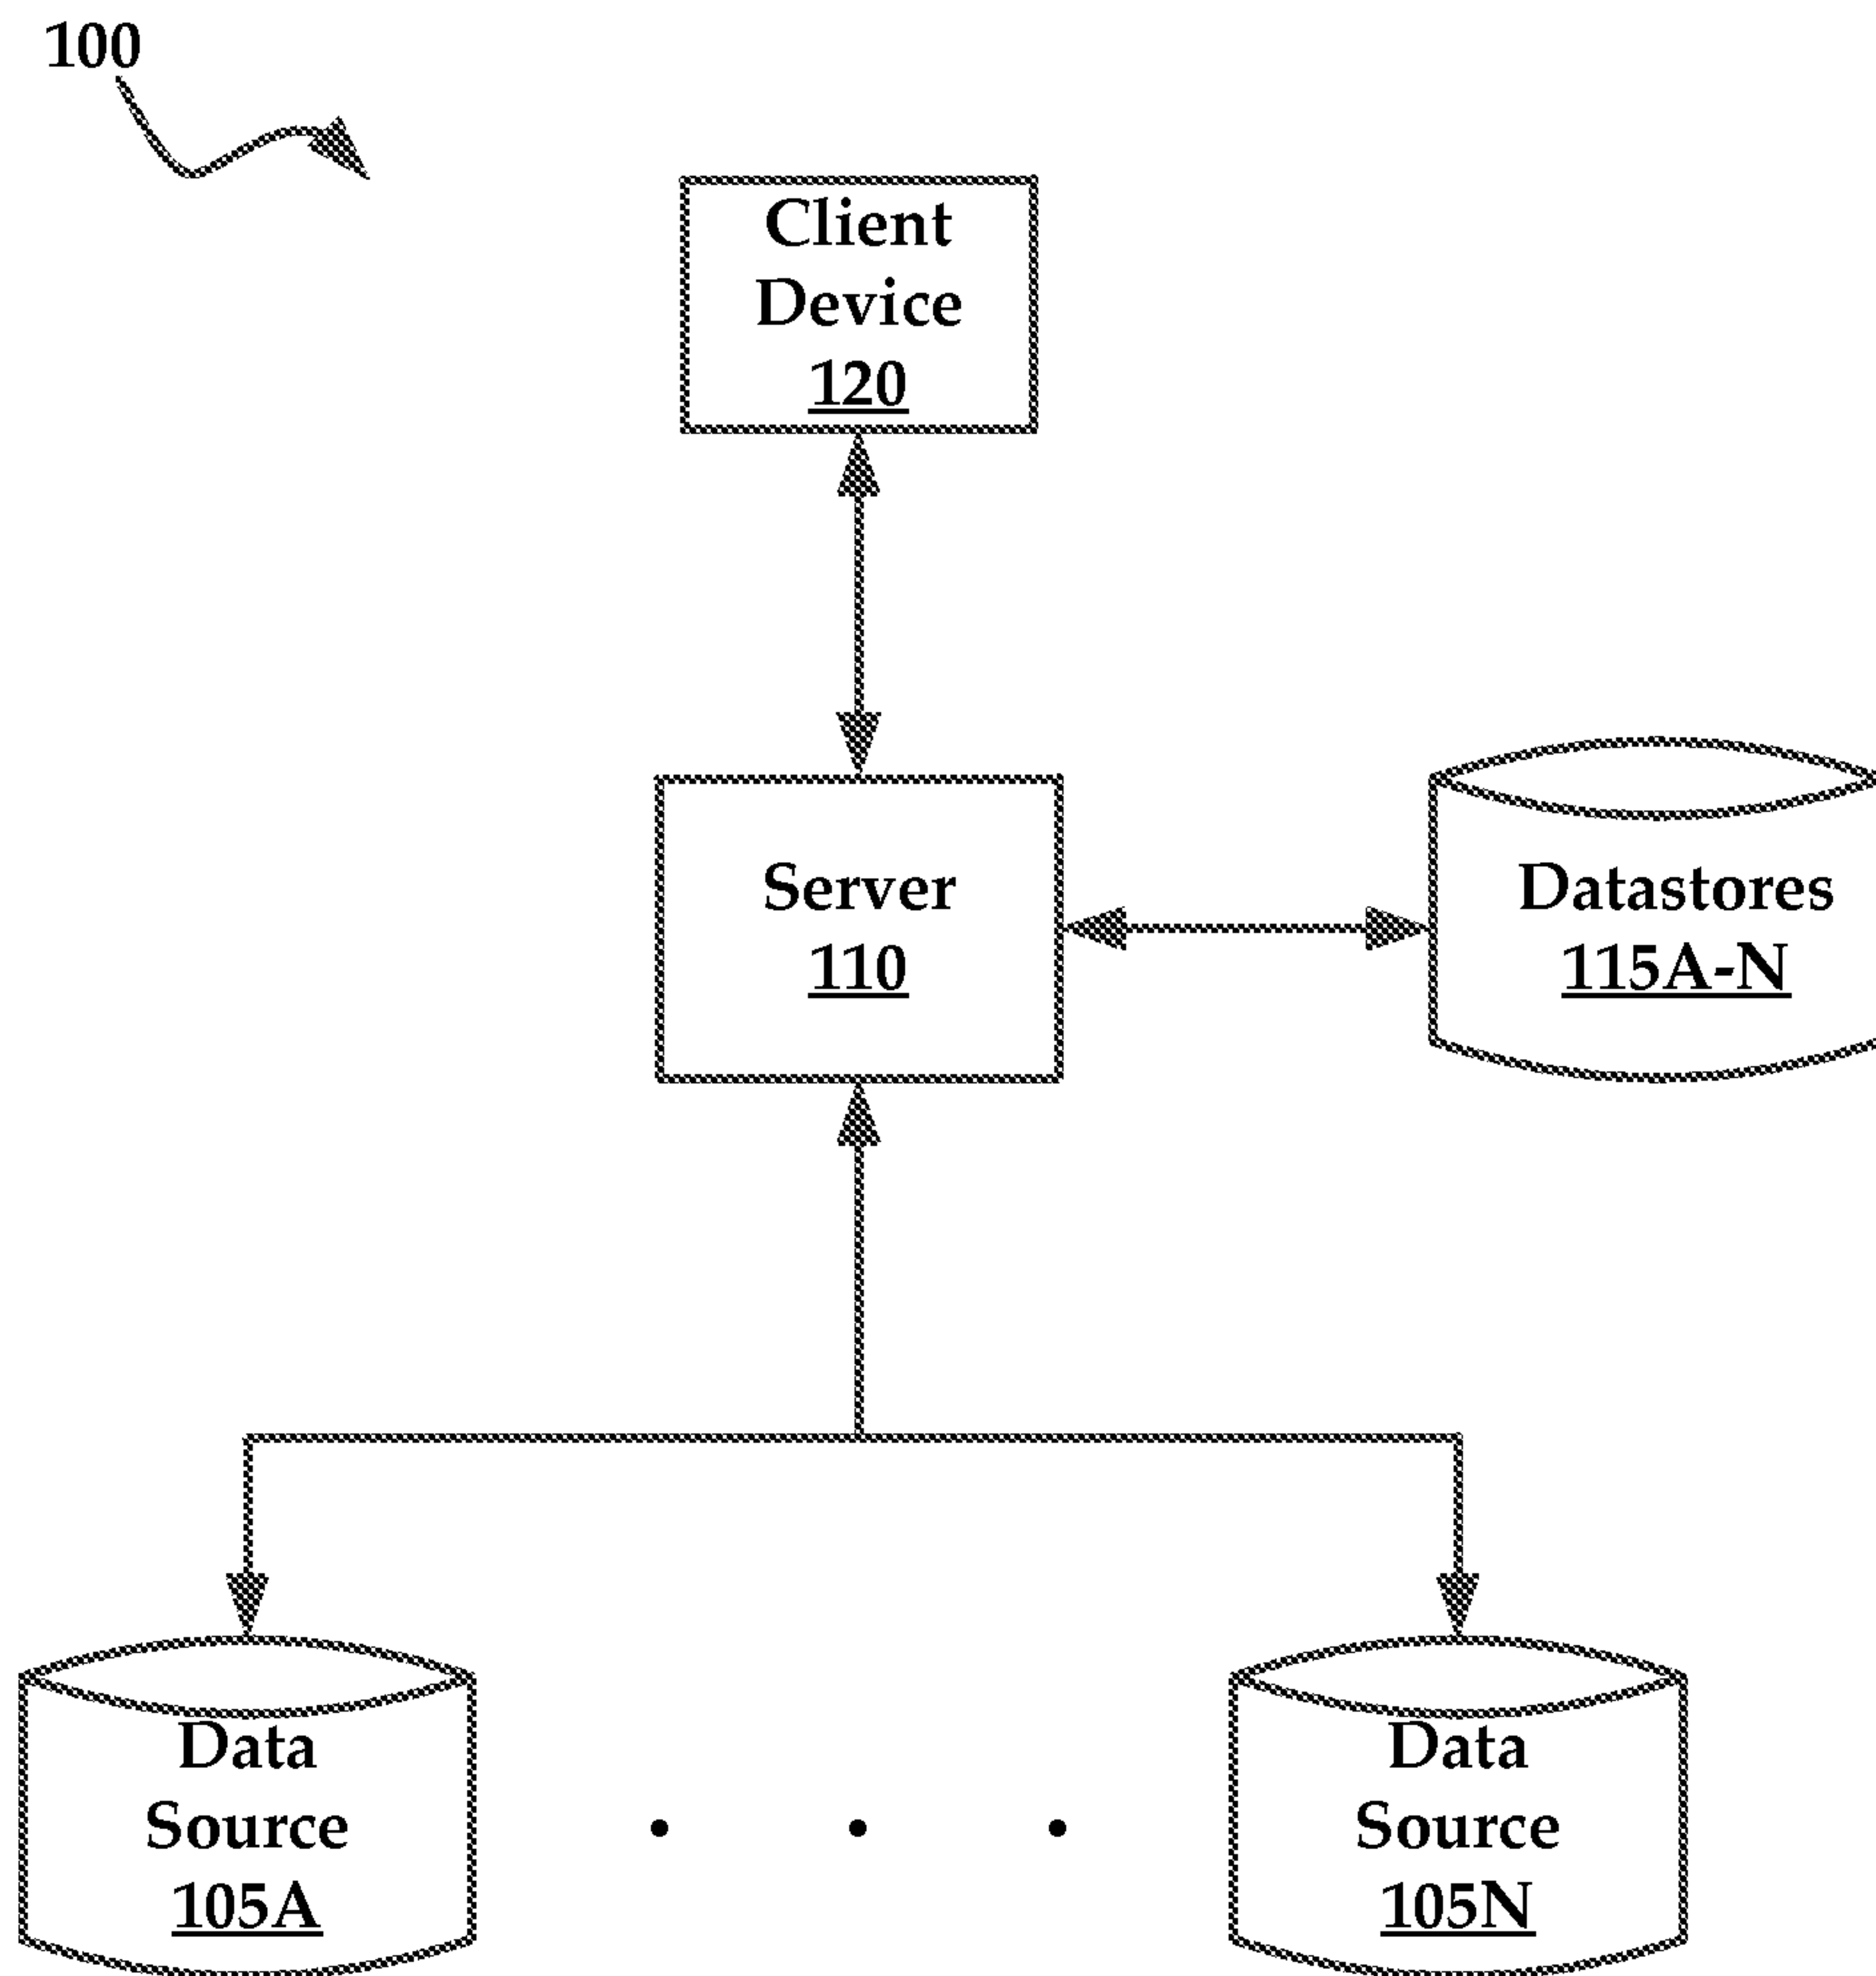 100
Client
Device
120
Server
110
Datastores
115A-N
Data
Source
105A
Data
Source
105N